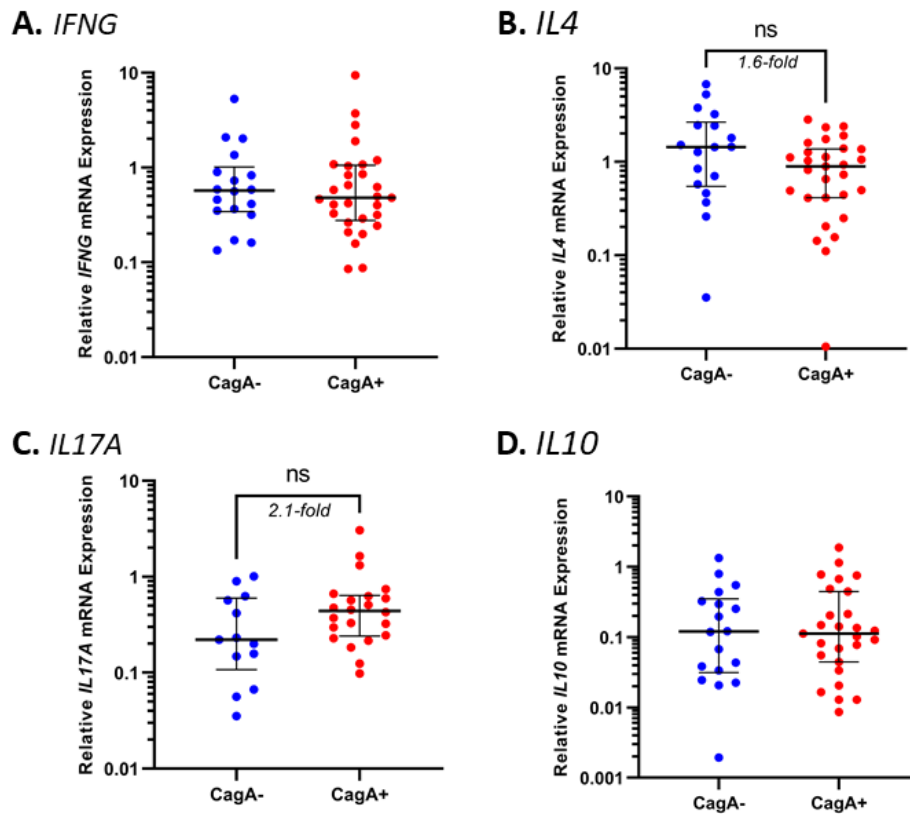 A. IFNG
Relative IFNG mRNA Expression
10
1
0.1
0.01
CagA-
CagA+
B. IL4
ns
1.6-fold
Relative IL4 mRNA Expression
10
1
0.1
0.01
CagA-
CagA+
C. IL17A
ns
2.1-fold
Relative IL17A mRNA Expression
10
1
0.1
0.01
CagA-
CagA+
D. IL10
Relative IL10 mRNA Expression
10
1
0.1
0.01
0.001
CagA-
CagA+